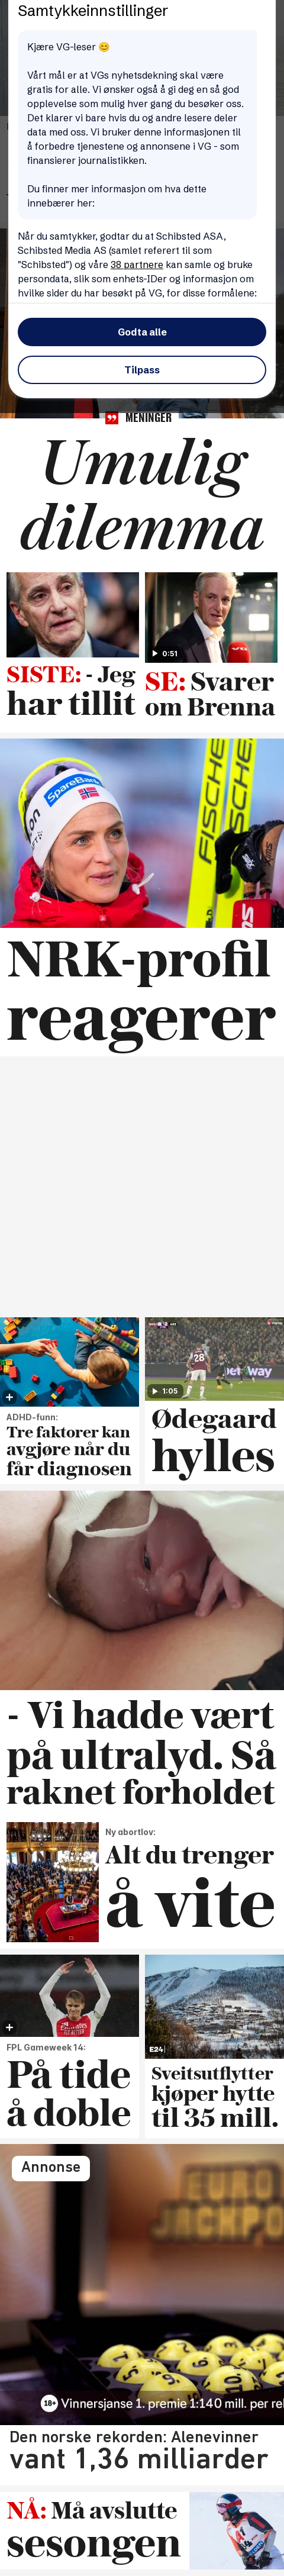 Samtykkeinnstillinger
Kjære VG-leser 😊
Vårt mål er at VGs nyhetsdekning skal være
gratis for alle. Vi ønsker også å gi deg en så god
opplevelse som mulig hver gang du besøker oss.
Det klarer vi bare hvis du og andre lesere deler
data med oss. Vi bruker denne informasjonen til
å forbedre tjenestene og annonsene i VG - som
finansierer journalistikken.
Du finner mer informasjon om hva dette
innebærer her:
Når du samtykker, godtar du at Schibsted ASA,
Schibsted Media AS (samlet referert til som
"Schibsted") og våre 38 partnere kan samle og bruke
persondata, slik som enhets-IDer og informasjon om
hvilke sider du har besøkt på VG, for disse formålene:
Godta alle
Tilpass
MENINGER
Umulig
dilemma
0:51
SISTE: - Jeg
har tillit
SE: Svarer
om Brenna
SpareBank
FISCHER
FISCHE
NRK-profil
reagerer
28
betway
1:05
ADHD-funn:
Tre faktorer kan
avgjøre når du
får diagnosen
Ødegaard
hylles
- Vi hadde vært
på ultralyd. Så
raknet forholdet
Ny abortlov:
Alt du trenger
å vite
FPL Gameweek 14:
På tide
å doble
E24
Sveitsutflytter
kjøper hytte
til 35 mill.
Annonse
EURO
JACKPO
18+ Vinnersjanse 1. premie 1:140 mill. per rek
Den norske rekorden: Alenevinner
vant 1,36 milliarder
NÅ: Må avslutte
sesongen